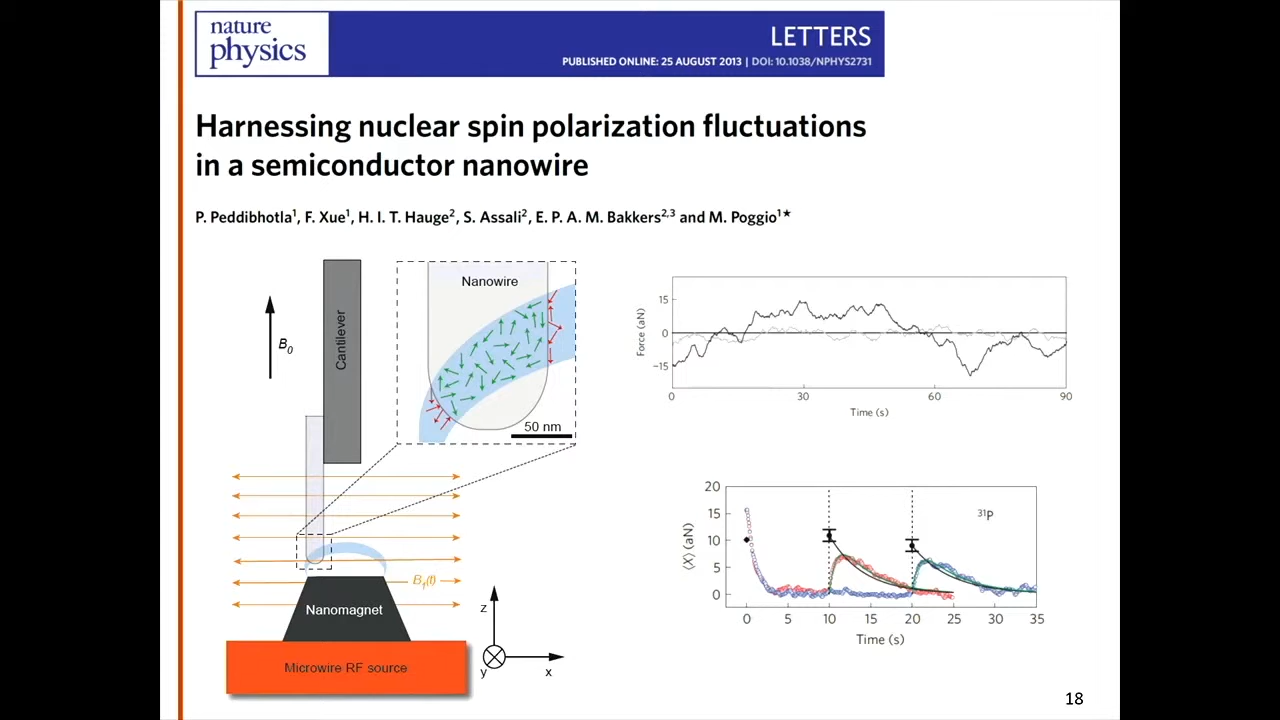 nature
physics
LETTERS
PUBLISHED ONLINE: 25 AUGUST 2013 | DOI: 10.1038/NPHYS2731
Harnessing nuclear spin polarization fluctuations
in a semiconductor nanowire
P. Peddibhotla¹, F. Xue¹, H. I. T. Hauge², S. Assali², E. P. A. M. Bakkers²,³ and M. Poggio¹★
B₀
Cantilever
Nanowire
50 nm
B₁(t)
Nanomagnet
Microwire RF source
z
y
x
Force (aN)
15
0
−15
0 30 60 90
Time (s)
⟨X⟩ (aN)
20
15
10
5
0
³¹P
0 5 10 15 20 25 30 35
Time (s)
18